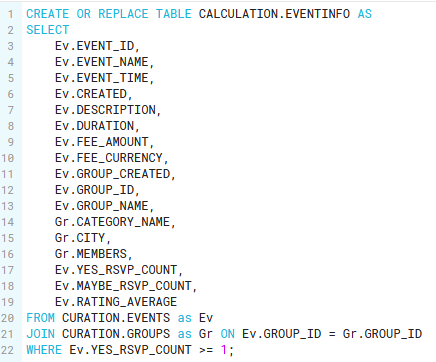 1 CREATE OR REPLACE TABLE CALCULATION.EVENTINFO AS
2 SELECT
3     Ev.EVENT_ID,
4     Ev.EVENT_NAME,
5     Ev.EVENT_TIME,
6     Ev.CREATED,
7     Ev.DESCRIPTION,
8     Ev.DURATION,
9     Ev.FEE_AMOUNT,
10     Ev.FEE_CURRENCY,
11     Ev.GROUP_CREATED,
12     Ev.GROUP_ID,
13     Ev.GROUP_NAME,
14     Gr.CATEGORY_NAME,
15     Gr.CITY,
16     Gr.MEMBERS,
17     Ev.YES_RSVP_COUNT,
18     Ev.MAYBE_RSVP_COUNT,
19     Ev.RATING_AVERAGE
20 FROM CURATION.EVENTS as Ev
21 JOIN CURATION.GROUPS as Gr ON Ev.GROUP_ID = Gr.GROUP_ID
22 WHERE Ev.YES_RSVP_COUNT >= 1;